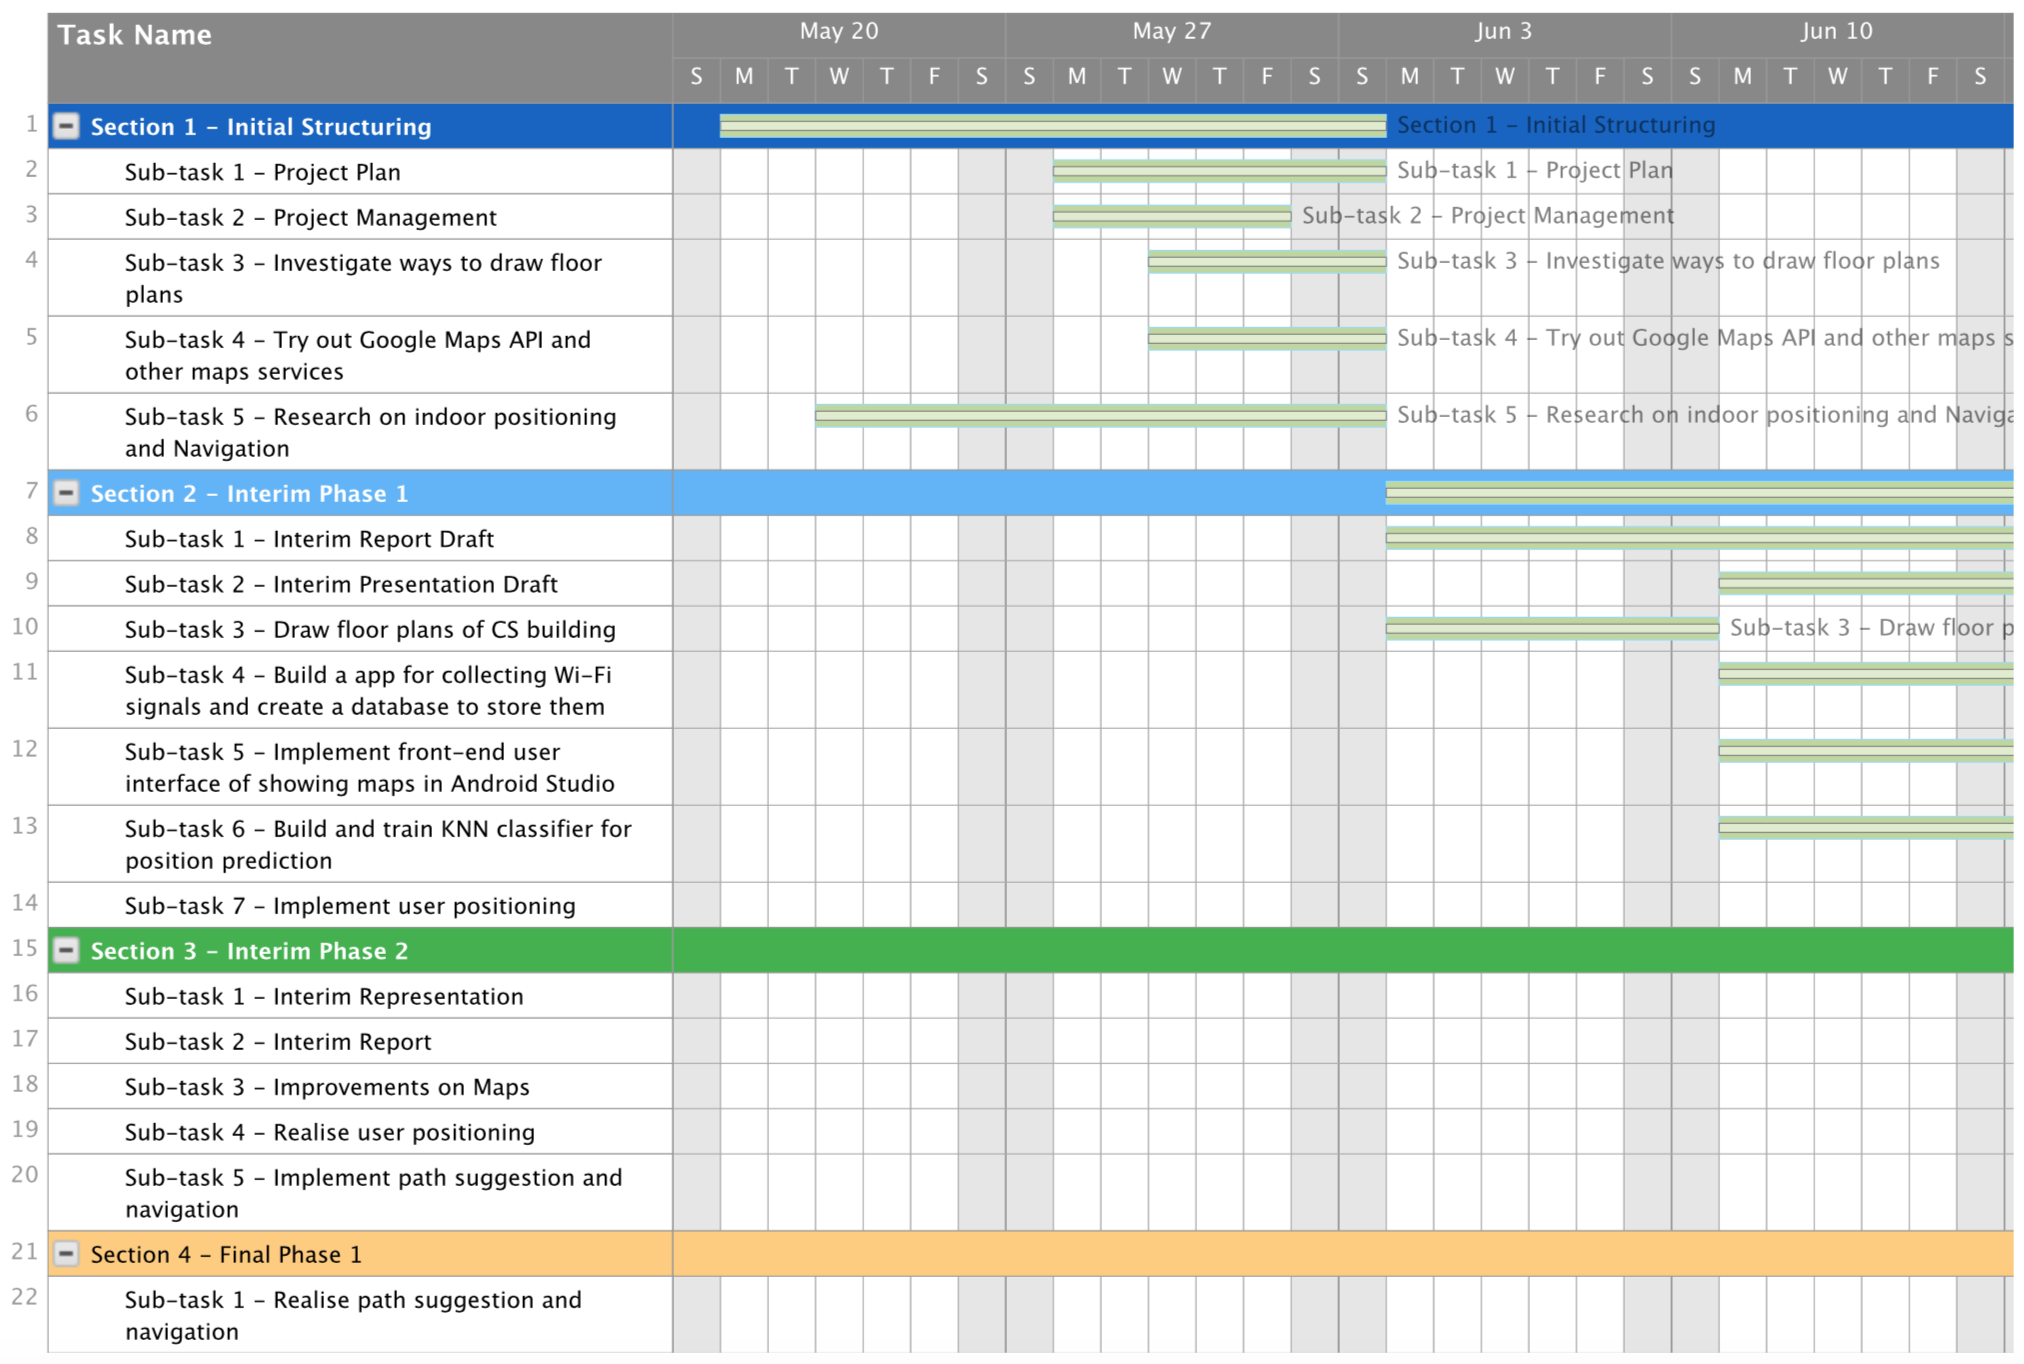 Task Name
May 20 May 27 Jun 3 Jun 10
S M T W T F S S M T W T F S S M T W T F S S M T W T F S
1 Section 1 – Initial Structuring Section 1 – Initial Structuring
2 Sub-task 1 – Project Plan Sub-task 1 – Project Plan
3 Sub-task 2 – Project Management Sub-task 2 – Project Management
4 Sub-task 3 – Investigate ways to draw floor Sub-task 3 – Investigate ways to draw floor plans
plans
5 Sub-task 4 – Try out Google Maps API and Sub-task 4 – Try out Google Maps API and other maps s
other maps services
6 Sub-task 5 – Research on indoor positioning Sub-task 5 – Research on indoor positioning and Naviga
and Navigation
7 Section 2 – Interim Phase 1
8 Sub-task 1 – Interim Report Draft
9 Sub-task 2 – Interim Presentation Draft
10 Sub-task 3 – Draw floor plans of CS building Sub-task 3 – Draw floor p
11 Sub-task 4 – Build a app for collecting Wi-Fi
signals and create a database to store them
12 Sub-task 5 – Implement front-end user
interface of showing maps in Android Studio
13 Sub-task 6 – Build and train KNN classifier for
position prediction
14 Sub-task 7 – Implement user positioning
15 Section 3 – Interim Phase 2
16 Sub-task 1 – Interim Representation
17 Sub-task 2 – Interim Report
18 Sub-task 3 – Improvements on Maps
19 Sub-task 4 – Realise user positioning
20 Sub-task 5 – Implement path suggestion and
navigation
21 Section 4 – Final Phase 1
22 Sub-task 1 – Realise path suggestion and
navigation